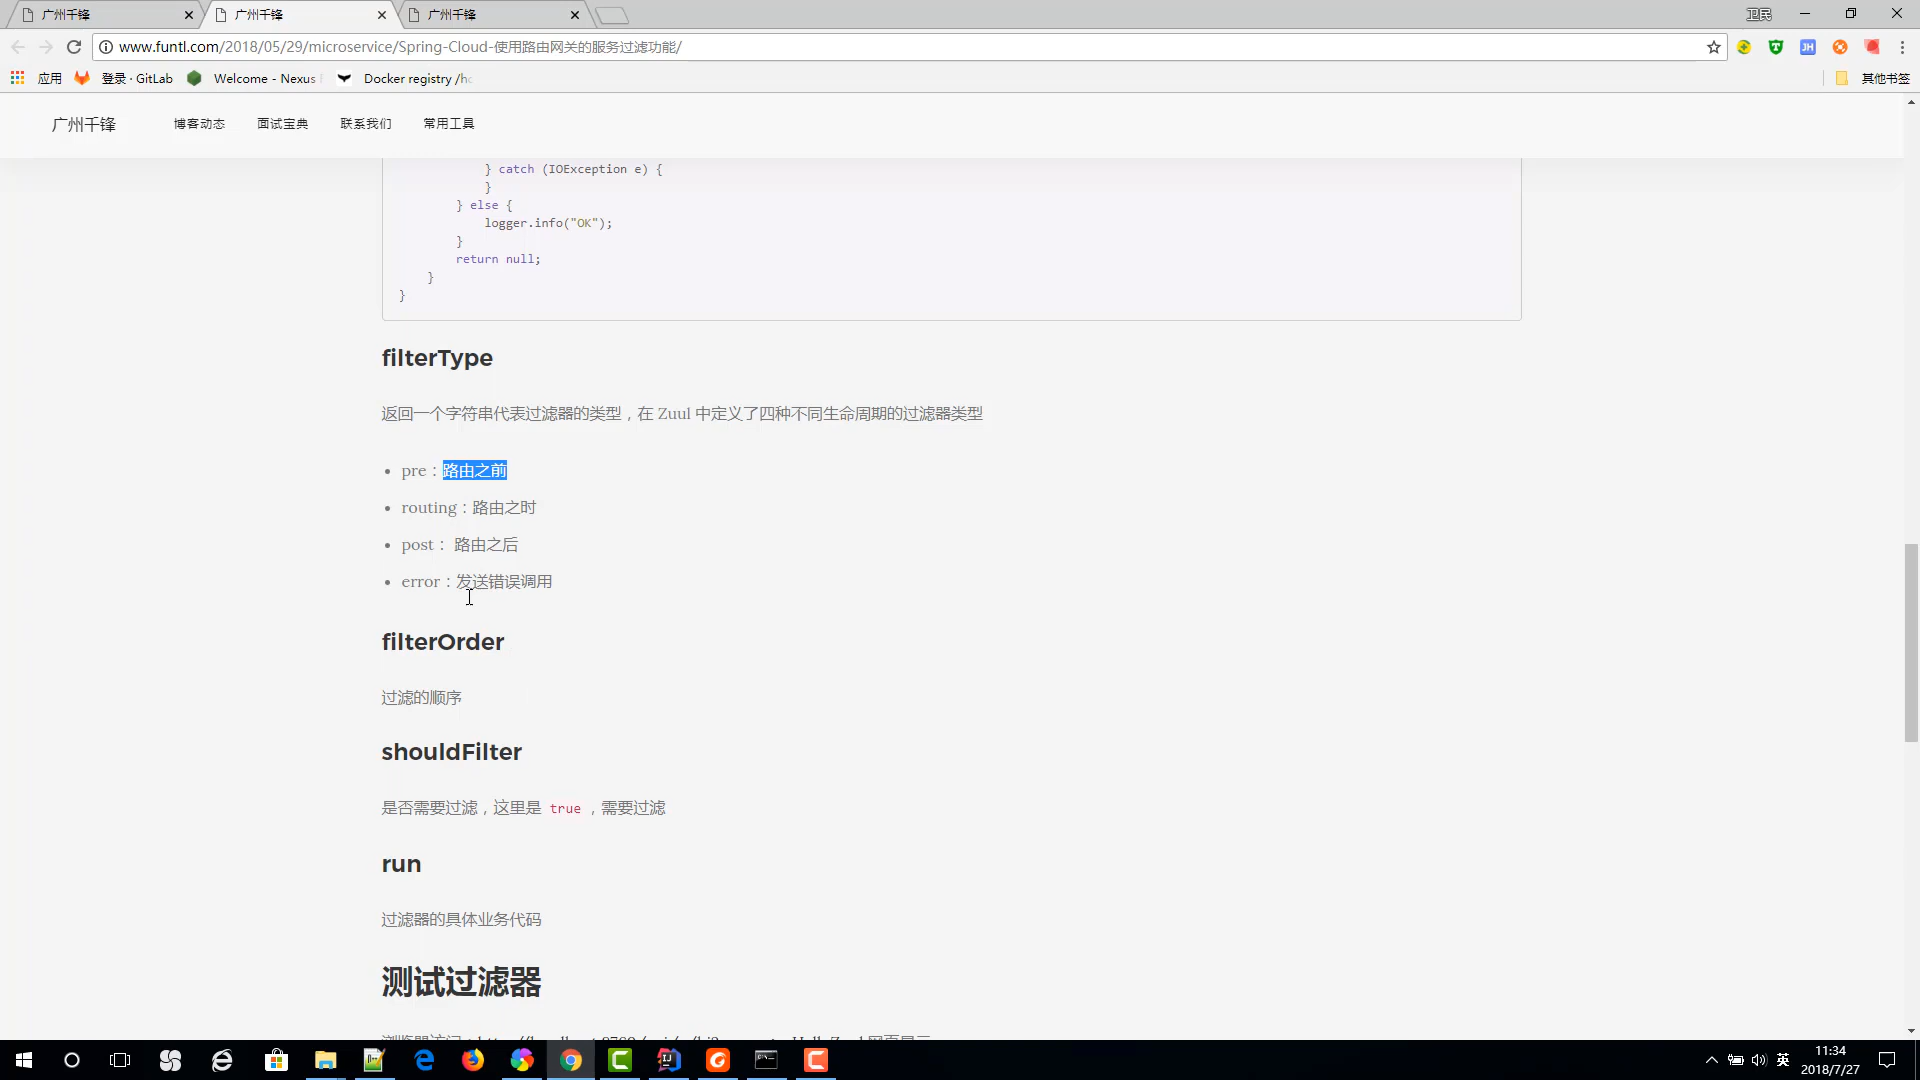 广州千锋
广州千锋
广州千锋
卫民
www.funtl.com/2018/05/29/microservice/Spring-Cloud-使用路由网关的服务过滤功能/
应用
登录 · GitLab
Welcome - Nexus
Docker registry /h
其他书签
广州千锋
博客动态
面试宝典
联系我们
常用工具
} catch (IOException e) {
}
} else {
logger.info("OK");
}
return null;
}
}
filterType
返回一个字符串代表过滤器的类型，在 Zuul 中定义了四种不同生命周期的过滤器类型
• pre：路由之前
• routing：路由之时
• post： 路由之后
• error：发送错误调用
filterOrder
过滤的顺序
shouldFilter
是否需要过滤，这里是 true ，需要过滤
run
过滤器的具体业务代码
测试过滤器
英
11:34
2018/7/27